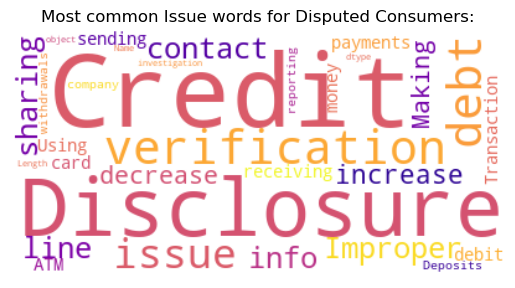 Most common Issue words for Disputed Consumers:
object
sending
contact
Name
investigation
payments
sharing
withdrawals
company
Credit
reporting
money
dtype
Making
debt
Using
Length
card
verification
Transaction
decrease
receiving
increase
Disclosure
line
ATM
issue
info
Improper
debit
Deposits